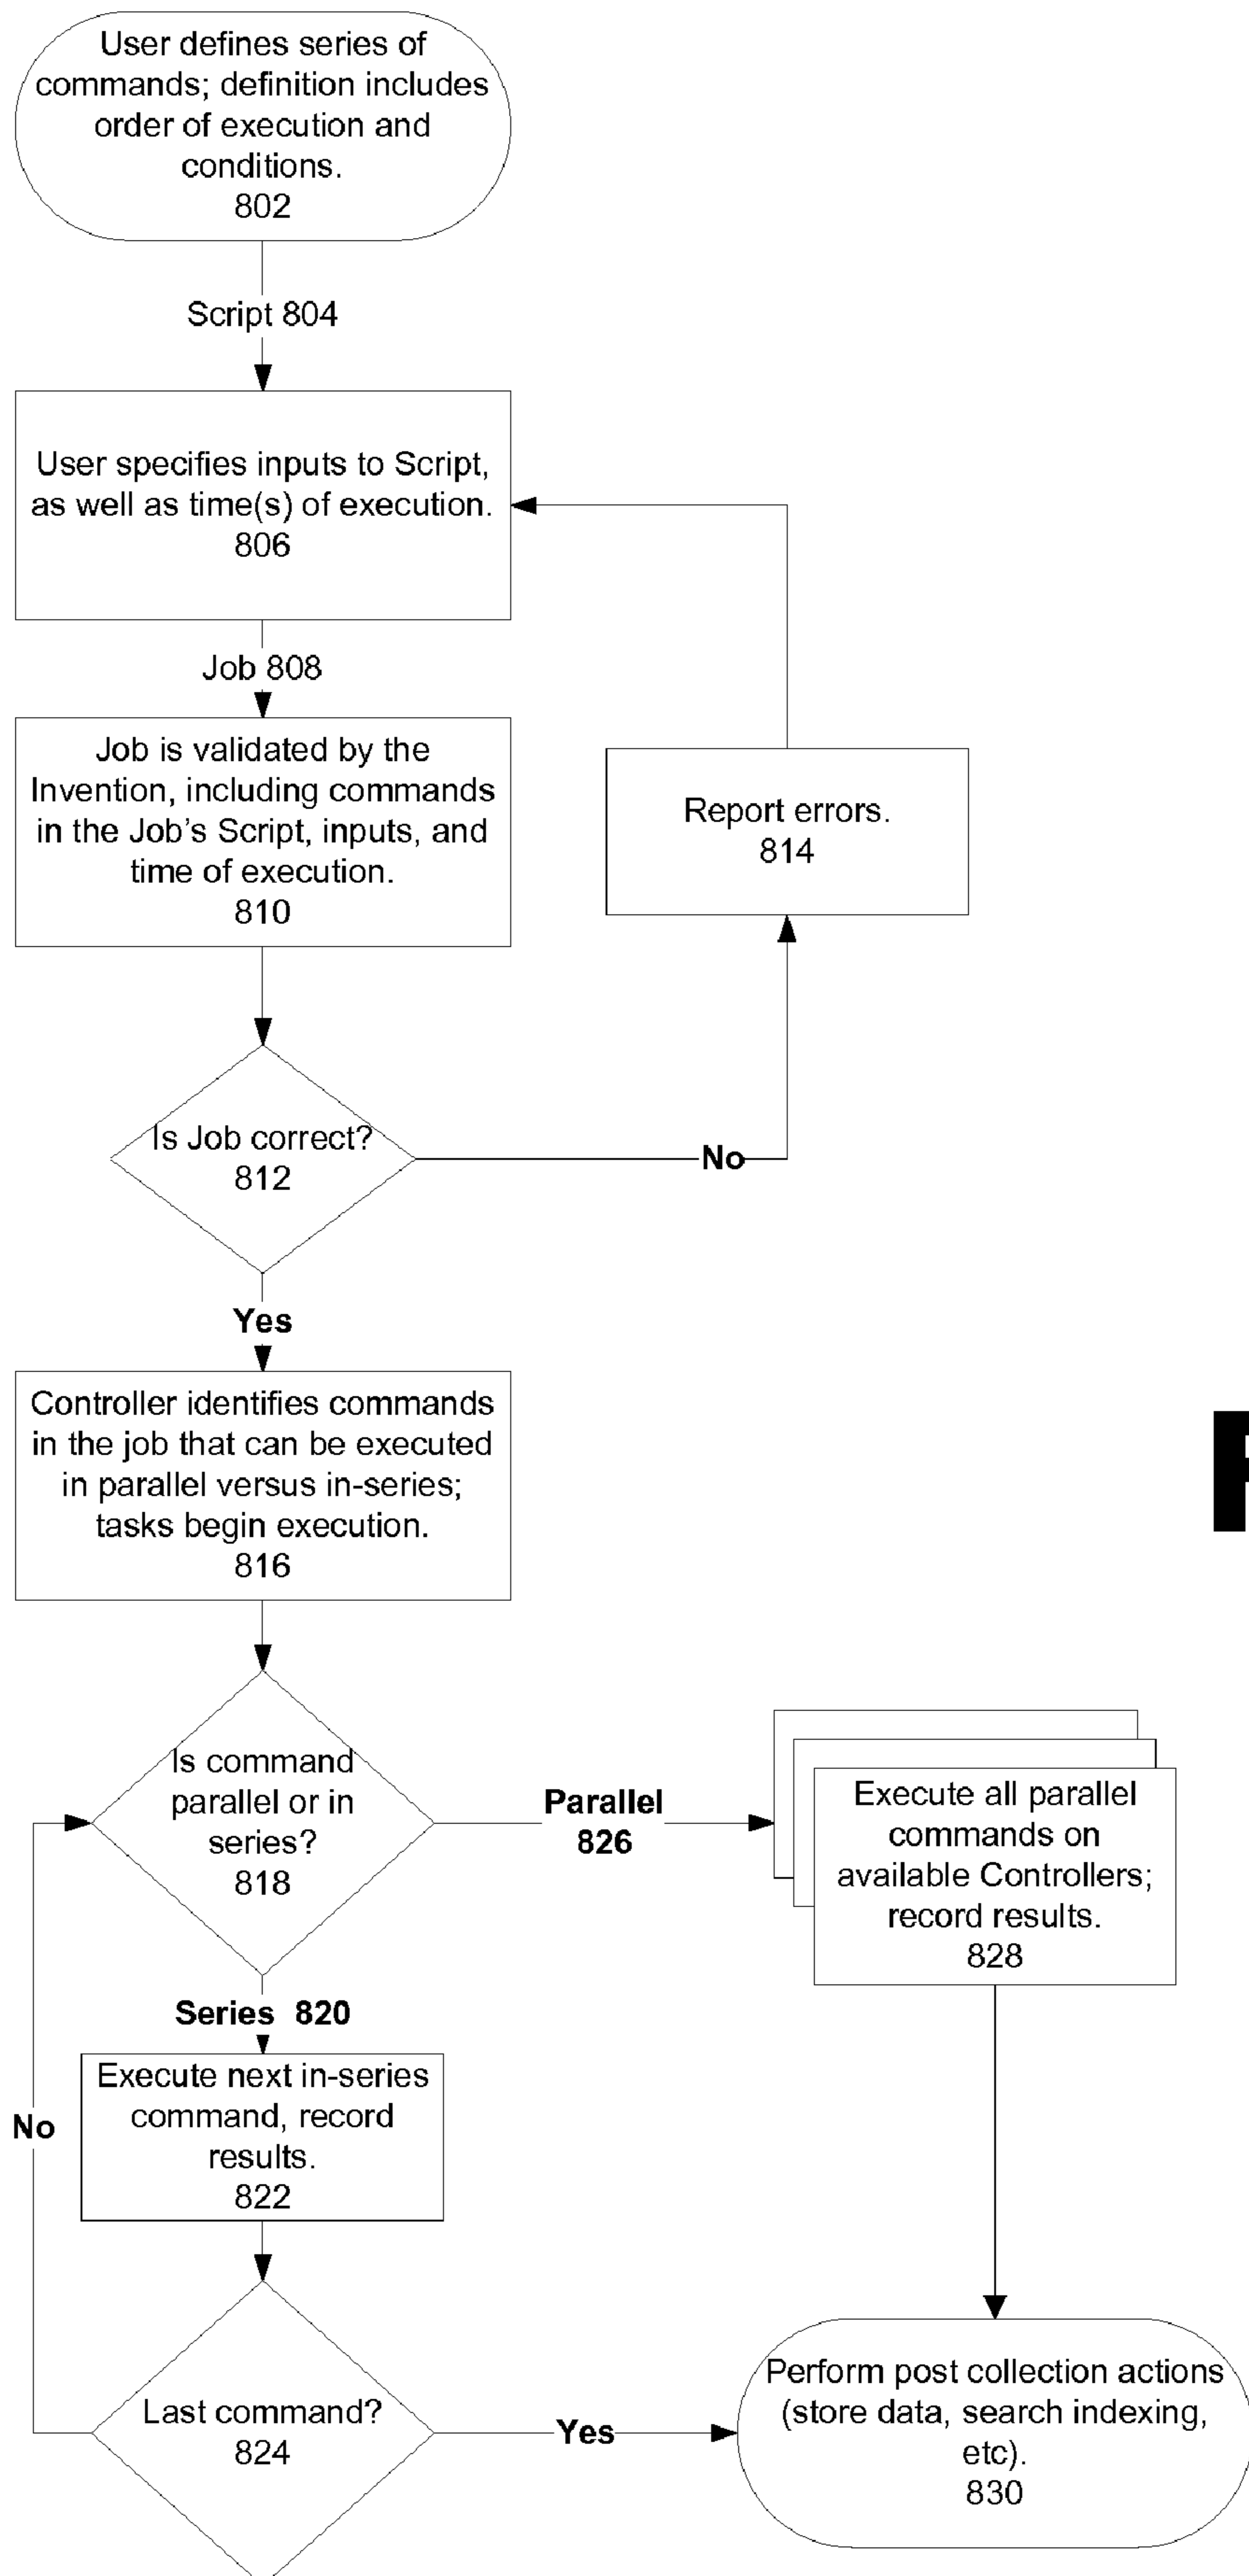 User defines series of
commands; definition includes
order of execution and
conditions.
802
Script 804
User specifies inputs to Script,
as well as time(s) of execution.
806
Job 808
Job is validated by the
Invention, including commands
in the Job's Script, inputs, and
time of execution.
810
Report errors.
814
Is Job correct?
812
No
Yes
Controller identifies commands
in the job that can be executed
in parallel versus in-series;
tasks begin execution.
816
Is command
parallel or in
series?
818
Parallel
826
Execute all parallel
commands on
available Controllers;
record results.
828
Series 820
Execute next in-series
command, record
results.
822
No
Last command?
824
Yes
Perform post collection actions
(store data, search indexing,
etc).
830